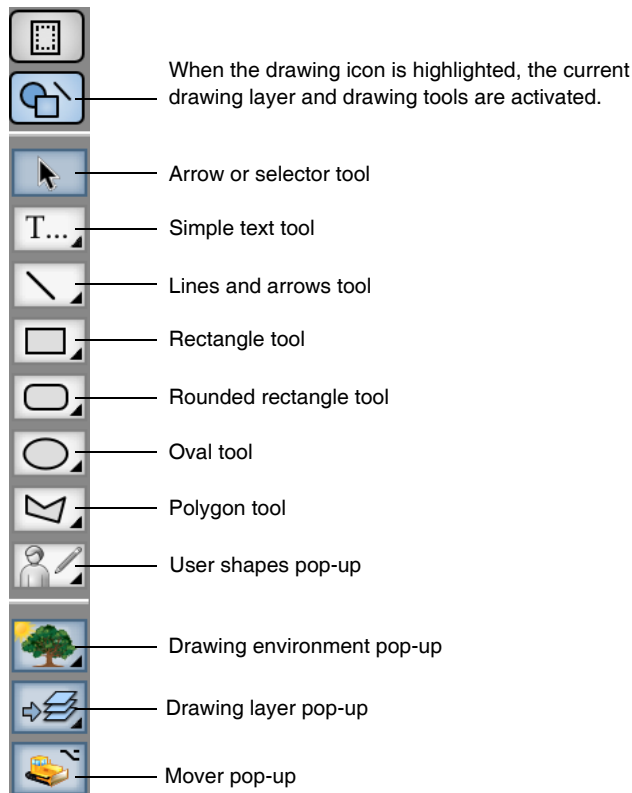 When the drawing icon is highlighted, the current
drawing layer and drawing tools are activated.
Arrow or selector tool
T...
Simple text tool
Lines and arrows tool
Rectangle tool
Rounded rectangle tool
Oval tool
Polygon tool
User shapes pop-up
Drawing environment pop-up
Drawing layer pop-up
Mover pop-up